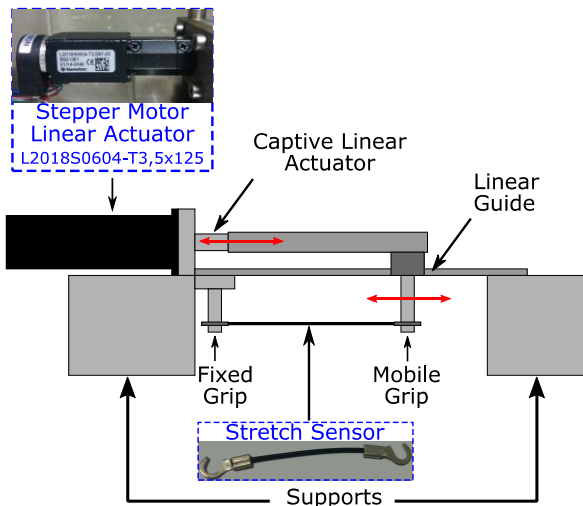 Stepper Motor
Linear Actuator
L2018S0604-T3,5x125
Captive Linear
Actuator
Linear
Guide
Fixed
Grip
Mobile
Grip
Stretch Sensor
Supports